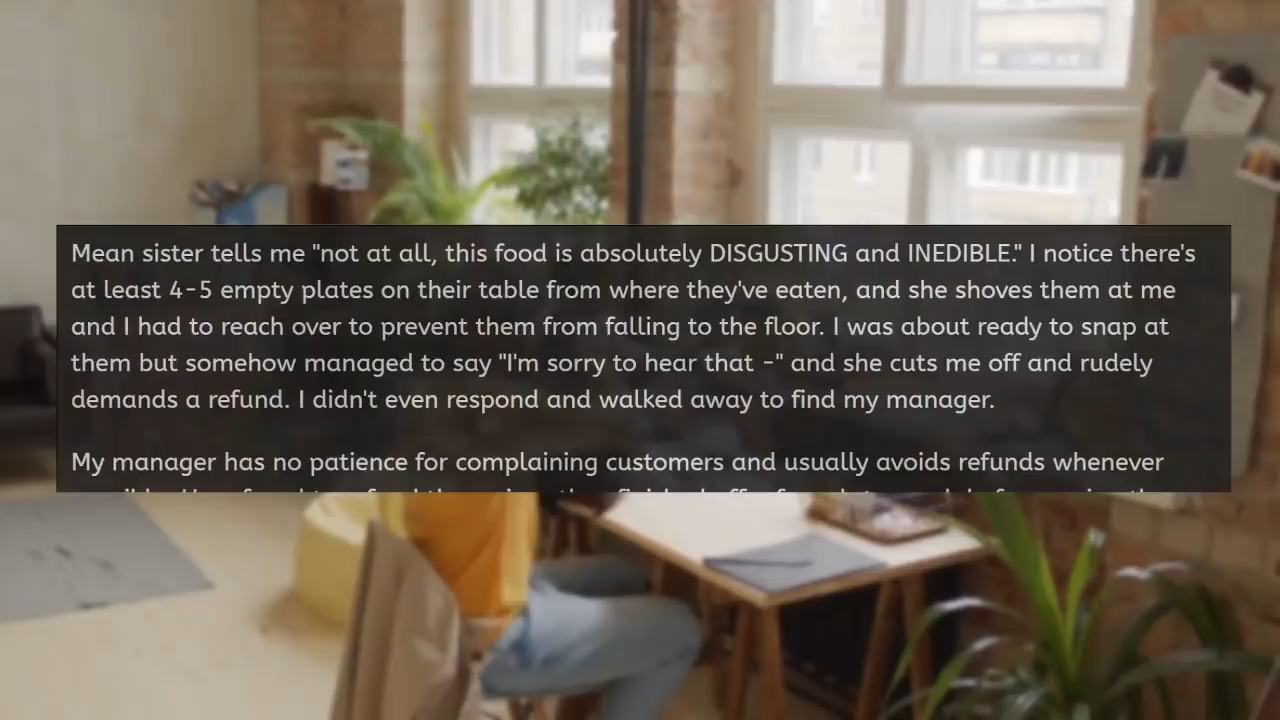 Mean sister tells me "not at all, this food is absolutely DISGUSTING and INEDIBLE." I notice there's
at least 4-5 empty plates on their table from where they've eaten, and she shoves them at me
and I had to reach over to prevent them from falling to the floor. I was about ready to snap at
them but somehow managed to say "I'm sorry to hear that -" and she cuts me off and rudely
demands a refund. I didn't even respond and walked away to find my manager.
My manager has no patience for complaining customers and usually avoids refunds whenever